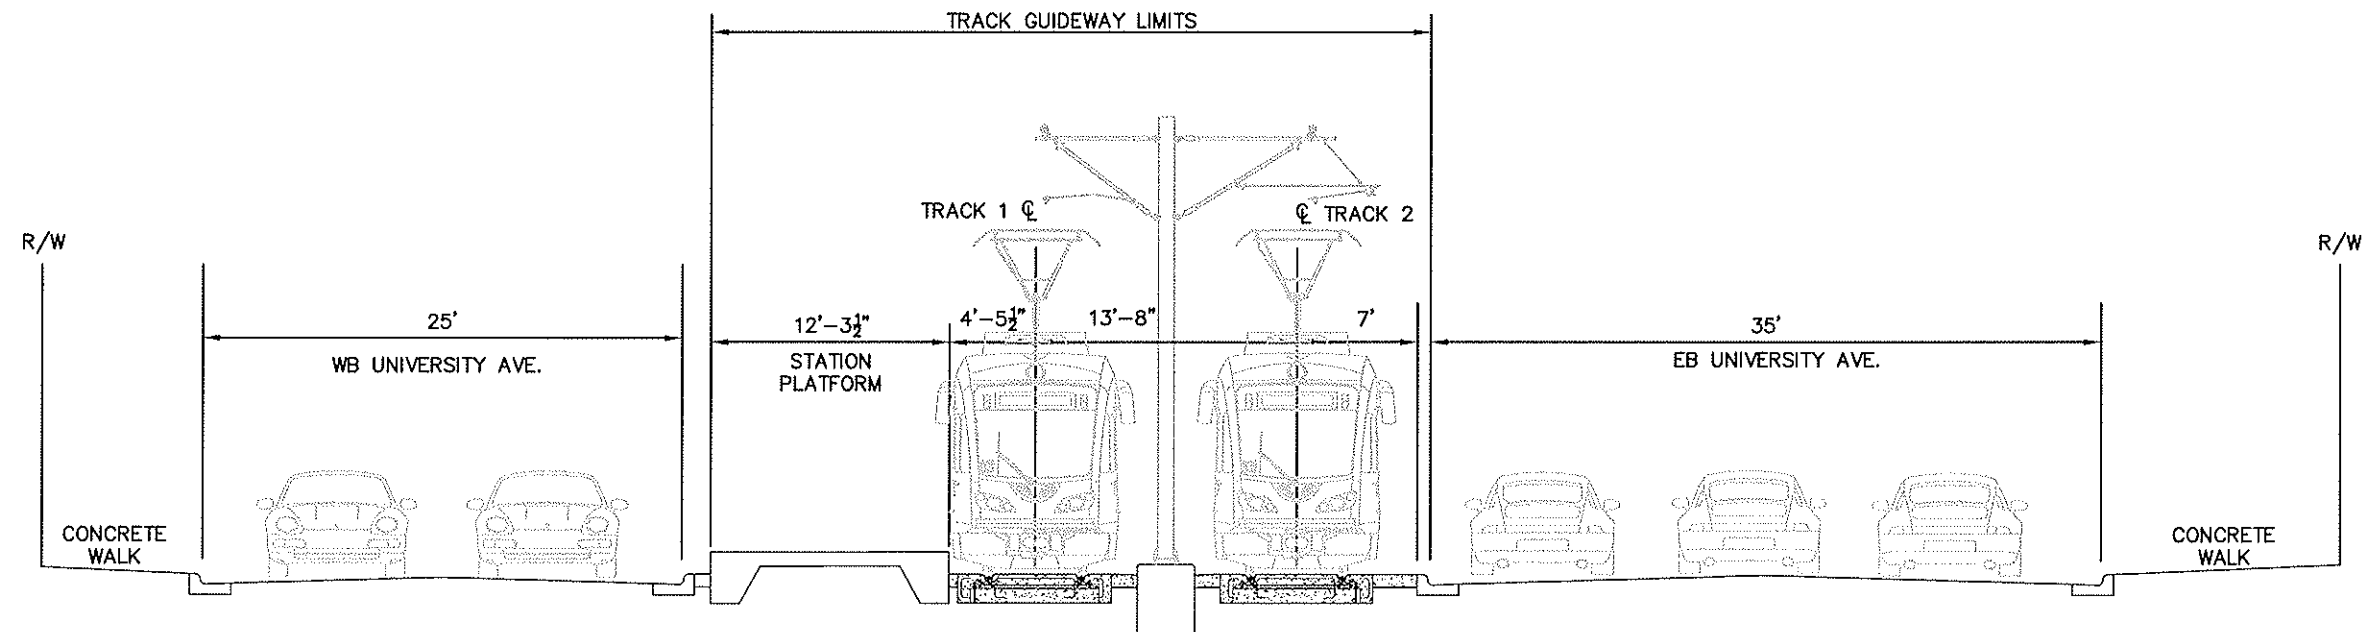 TRACK GUIDEWAY LIMITS
TRACK 1 ℄
℄ TRACK 2
R/W
R/W
25'
WB UNIVERSITY AVE.
12'-3½"
STATION
PLATFORM
4'-5½"
13'-8"
7'
35'
EB UNIVERSITY AVE.
CONCRETE
WALK
CONCRETE
WALK